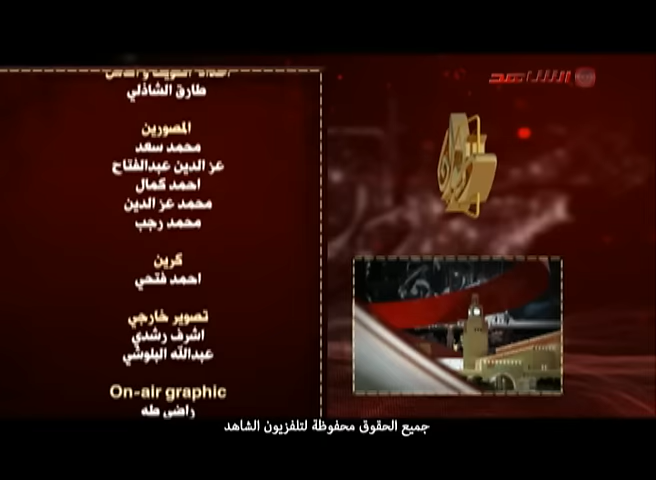 الشاهد
طارق الشاذلي
المصورين
محمد سعد
عز الدين عبدالفتاح
احمد كمال
محمد عز الدين
محمد رجب
كرين
احمد فتحي
تصوير خارجي
اشرف رشدي
عبدالله البلوشي
On-air graphic
راضي طه
جميع الحقوق محفوظة لتلفزيون الشاهد